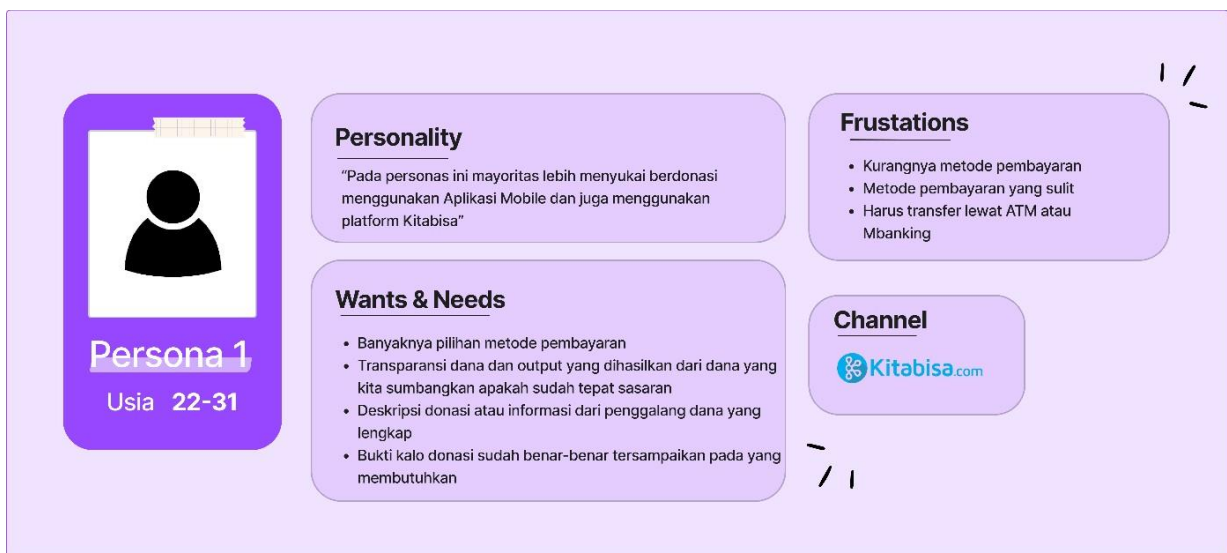 Persona 1
Usia 22-31
Personality
“Pada personas ini mayoritas lebih menyukai berdonasi
menggunakan Aplikasi Mobile dan juga menggunakan
platform Kitabisa”
Wants & Needs
• Banyaknya pilihan metode pembayaran
• Transparansi dana dan output yang dihasilkan dari dana yang
kita sumbangkan apakah sudah tepat sasaran
• Deskripsi donasi atau informasi dari penggalang dana yang
lengkap
• Bukti kalo donasi sudah benar-benar tersampaikan pada yang
membutuhkan
Frustations
• Kurangnya metode pembayaran
• Metode pembayaran yang sulit
• Harus transfer lewat ATM atau
Mbanking
Channel
Kitabisa.com